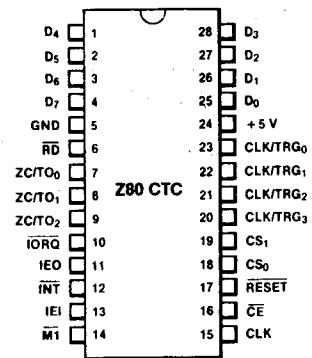 D4 1 28 D3
D5 2 27 D2
D6 3 26 D1
D7 4 25 D0
GND 5 24 +5 V
RD 6 23 CLK/TRG0
ZC/TO0 7 22 CLK/TRG1
Z80 CTC
ZC/TO1 8 21 CLK/TRG2
ZC/TO2 9 20 CLK/TRG3
IORQ 10 19 CS1
IEO 11 18 CS0
INT 12 17 RESET
IEI 13 16 CE
M1 14 15 CLK